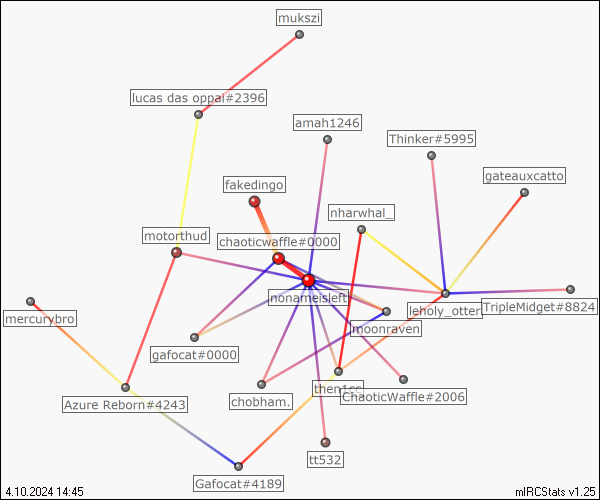 mukszi
lucas das oppai#2396
amah1246
Thinker#5995
gateauxcatto
fakedingo
nharwhal_
motorthud
chaoticwaffle#0000
nonameisleft
leholy_otter
TripleMidget#8824
mercurybro
moonraven
gafocat#0000
then1cc
ChaoticWaffle#2006
chobham.
Azure Reborn#4243
tt532
Gafocat#4189
4.10.2024 14:45
mIRCStats v1.25